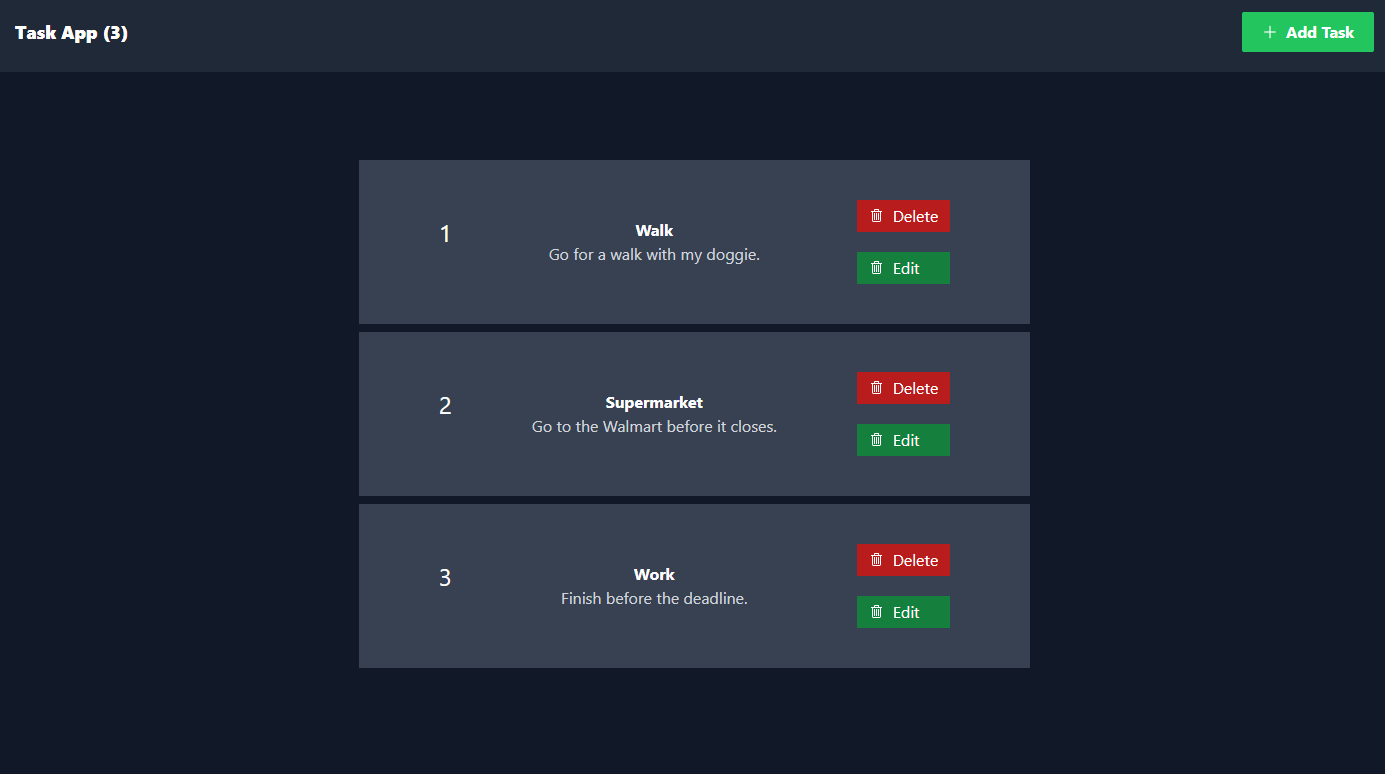 Task App (3)
Add Task
1
Walk
Go for a walk with my doggie.
Delete
Edit
2
Supermarket
Go to the Walmart before it closes.
Delete
Edit
3
Work
Finish before the deadline.
Delete
Edit